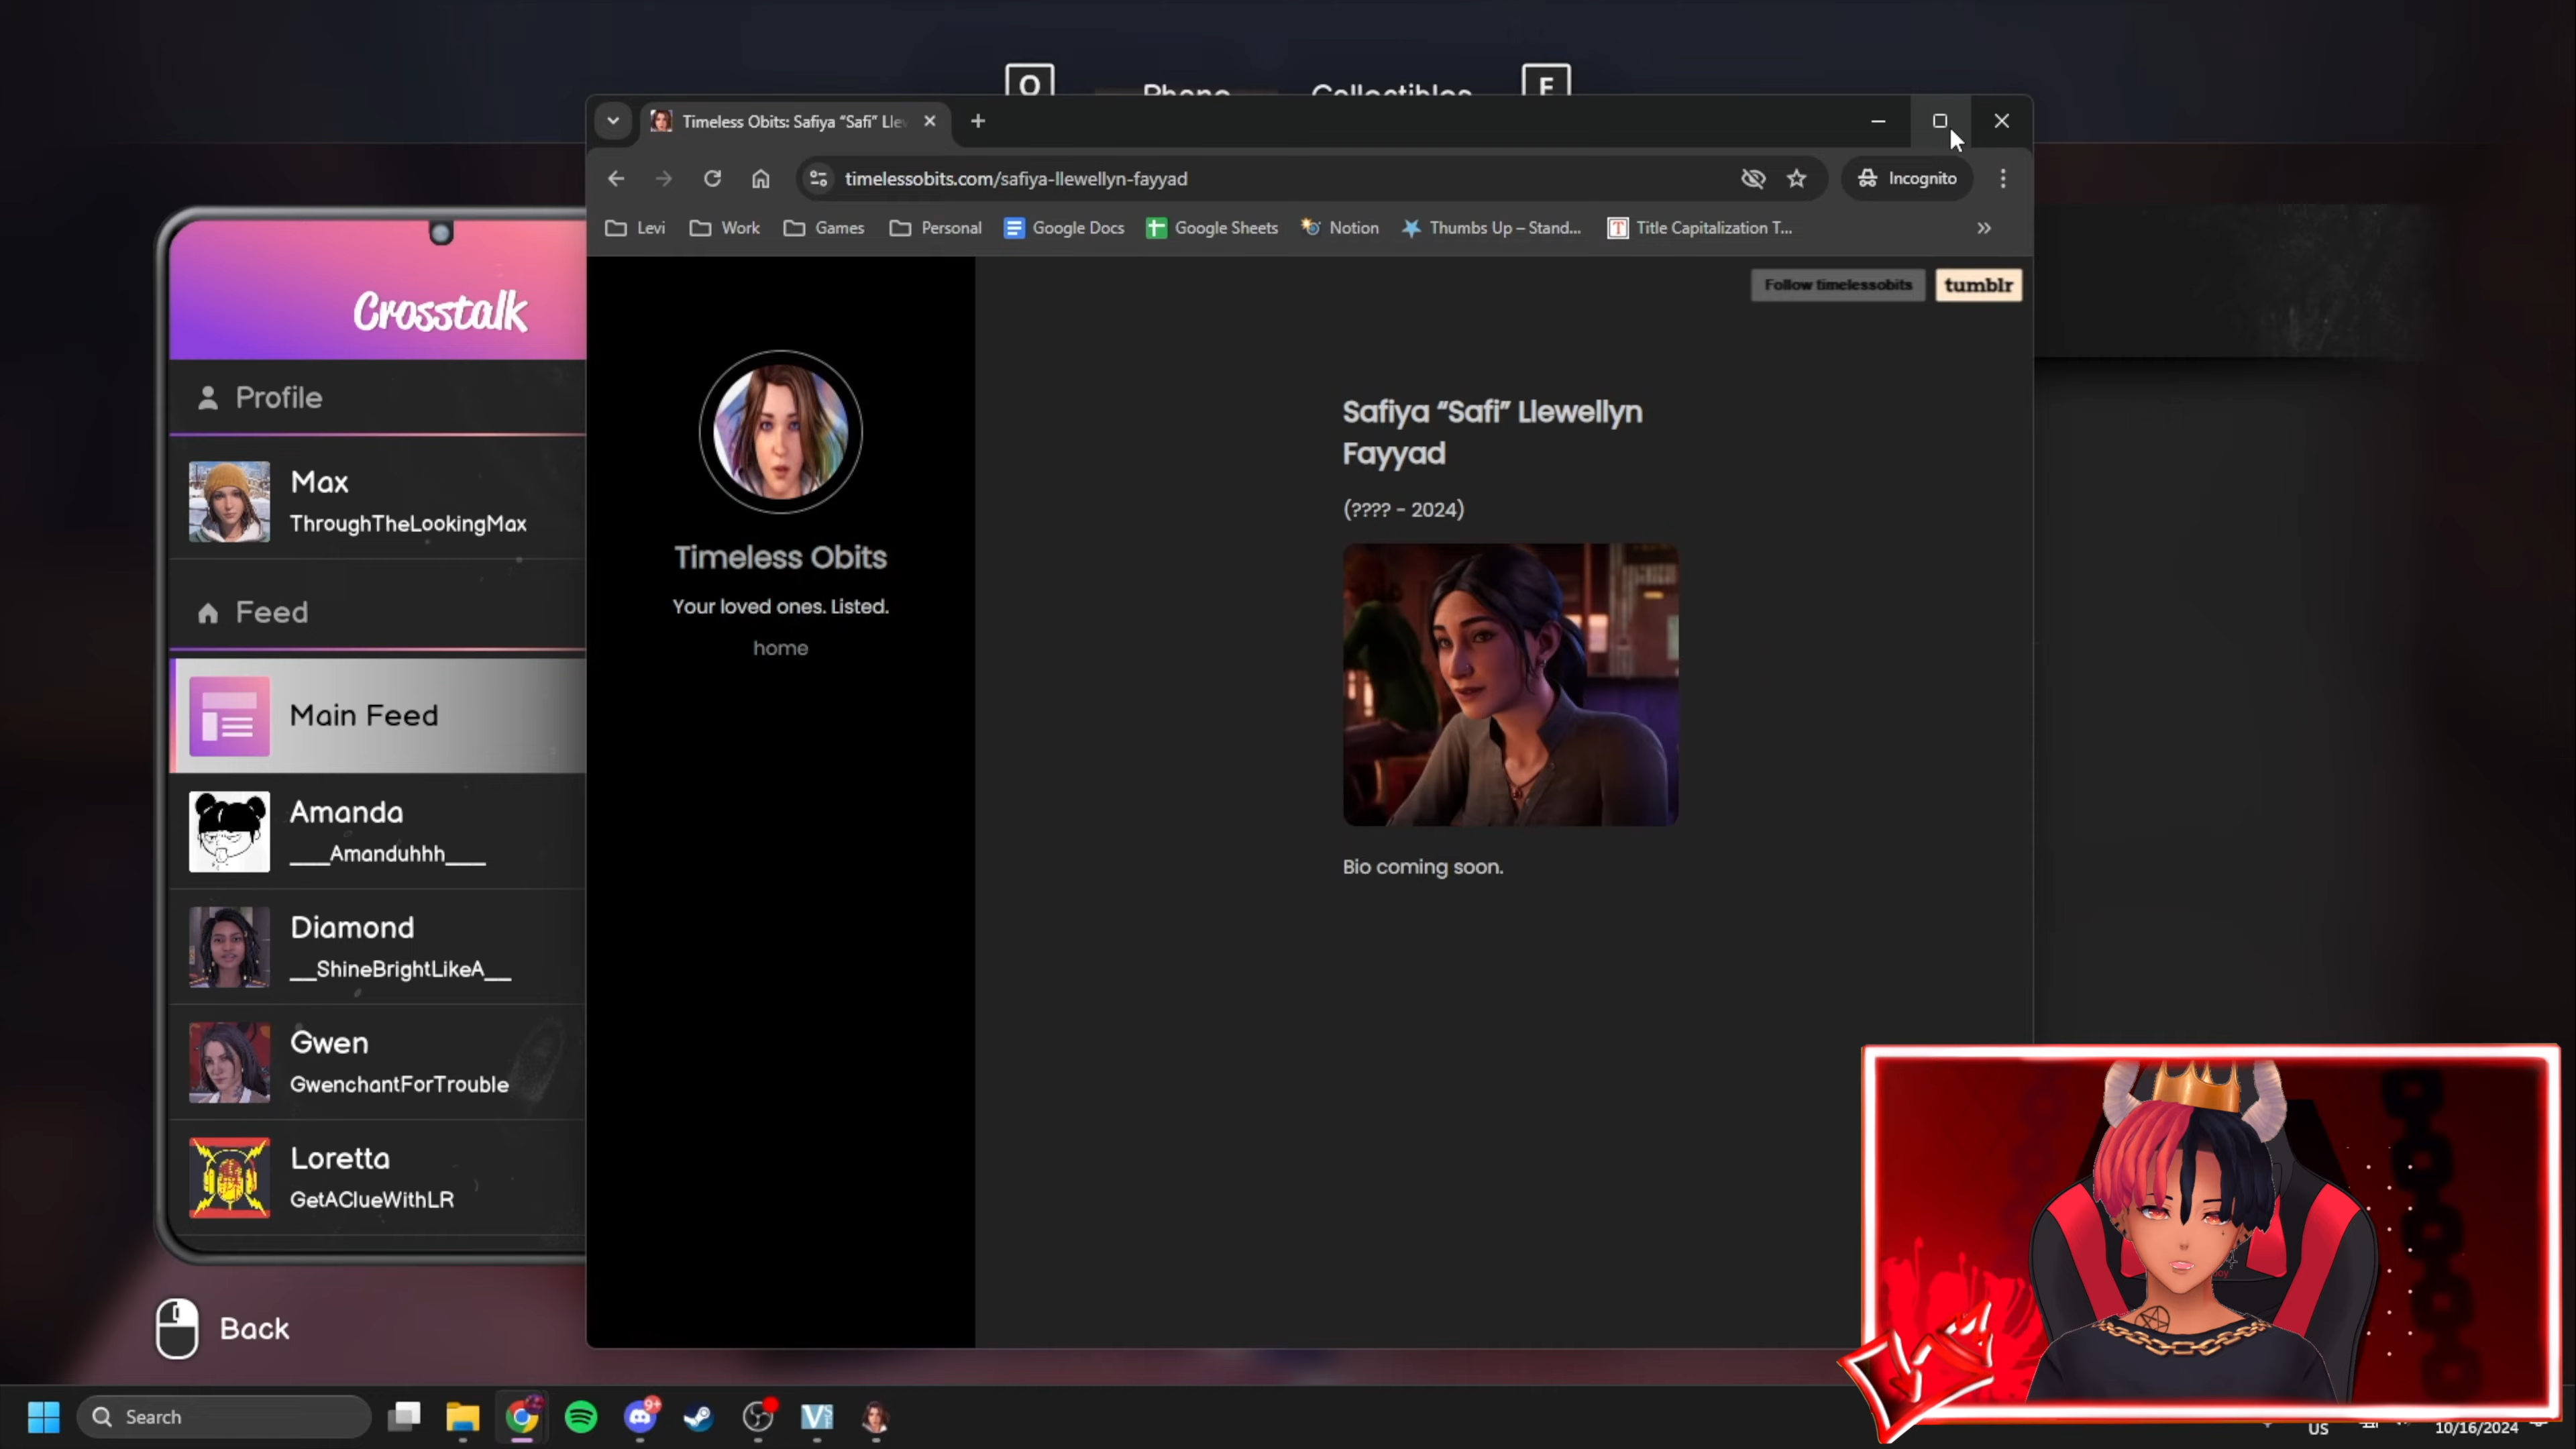 Q Phone Collectibles E
Timeless Obits: Safiya “Safi” Lle
timelessobits.com/safiya-llewellyn-fayyad
Incognito
Levi Work Games Personal Google Docs Google Sheets Notion Thumbs Up – Stand... Title Capitalization T... »
Follow timelessobits tumblr
Crosstalk
Profile
Max
ThroughTheLookingMax
Feed
Main Feed
Amanda
____Amanduhhh____
Diamond
__ShineBrightLikeA__
Gwen
GwenchantForTrouble
Loretta
GetAClueWithLR
Back
Timeless Obits
Your loved ones. Listed.
home
Safiya “Safi” Llewellyn
Fayyad
(???? - 2024)
Bio coming soon.
Search
9+
US
10/16/2024